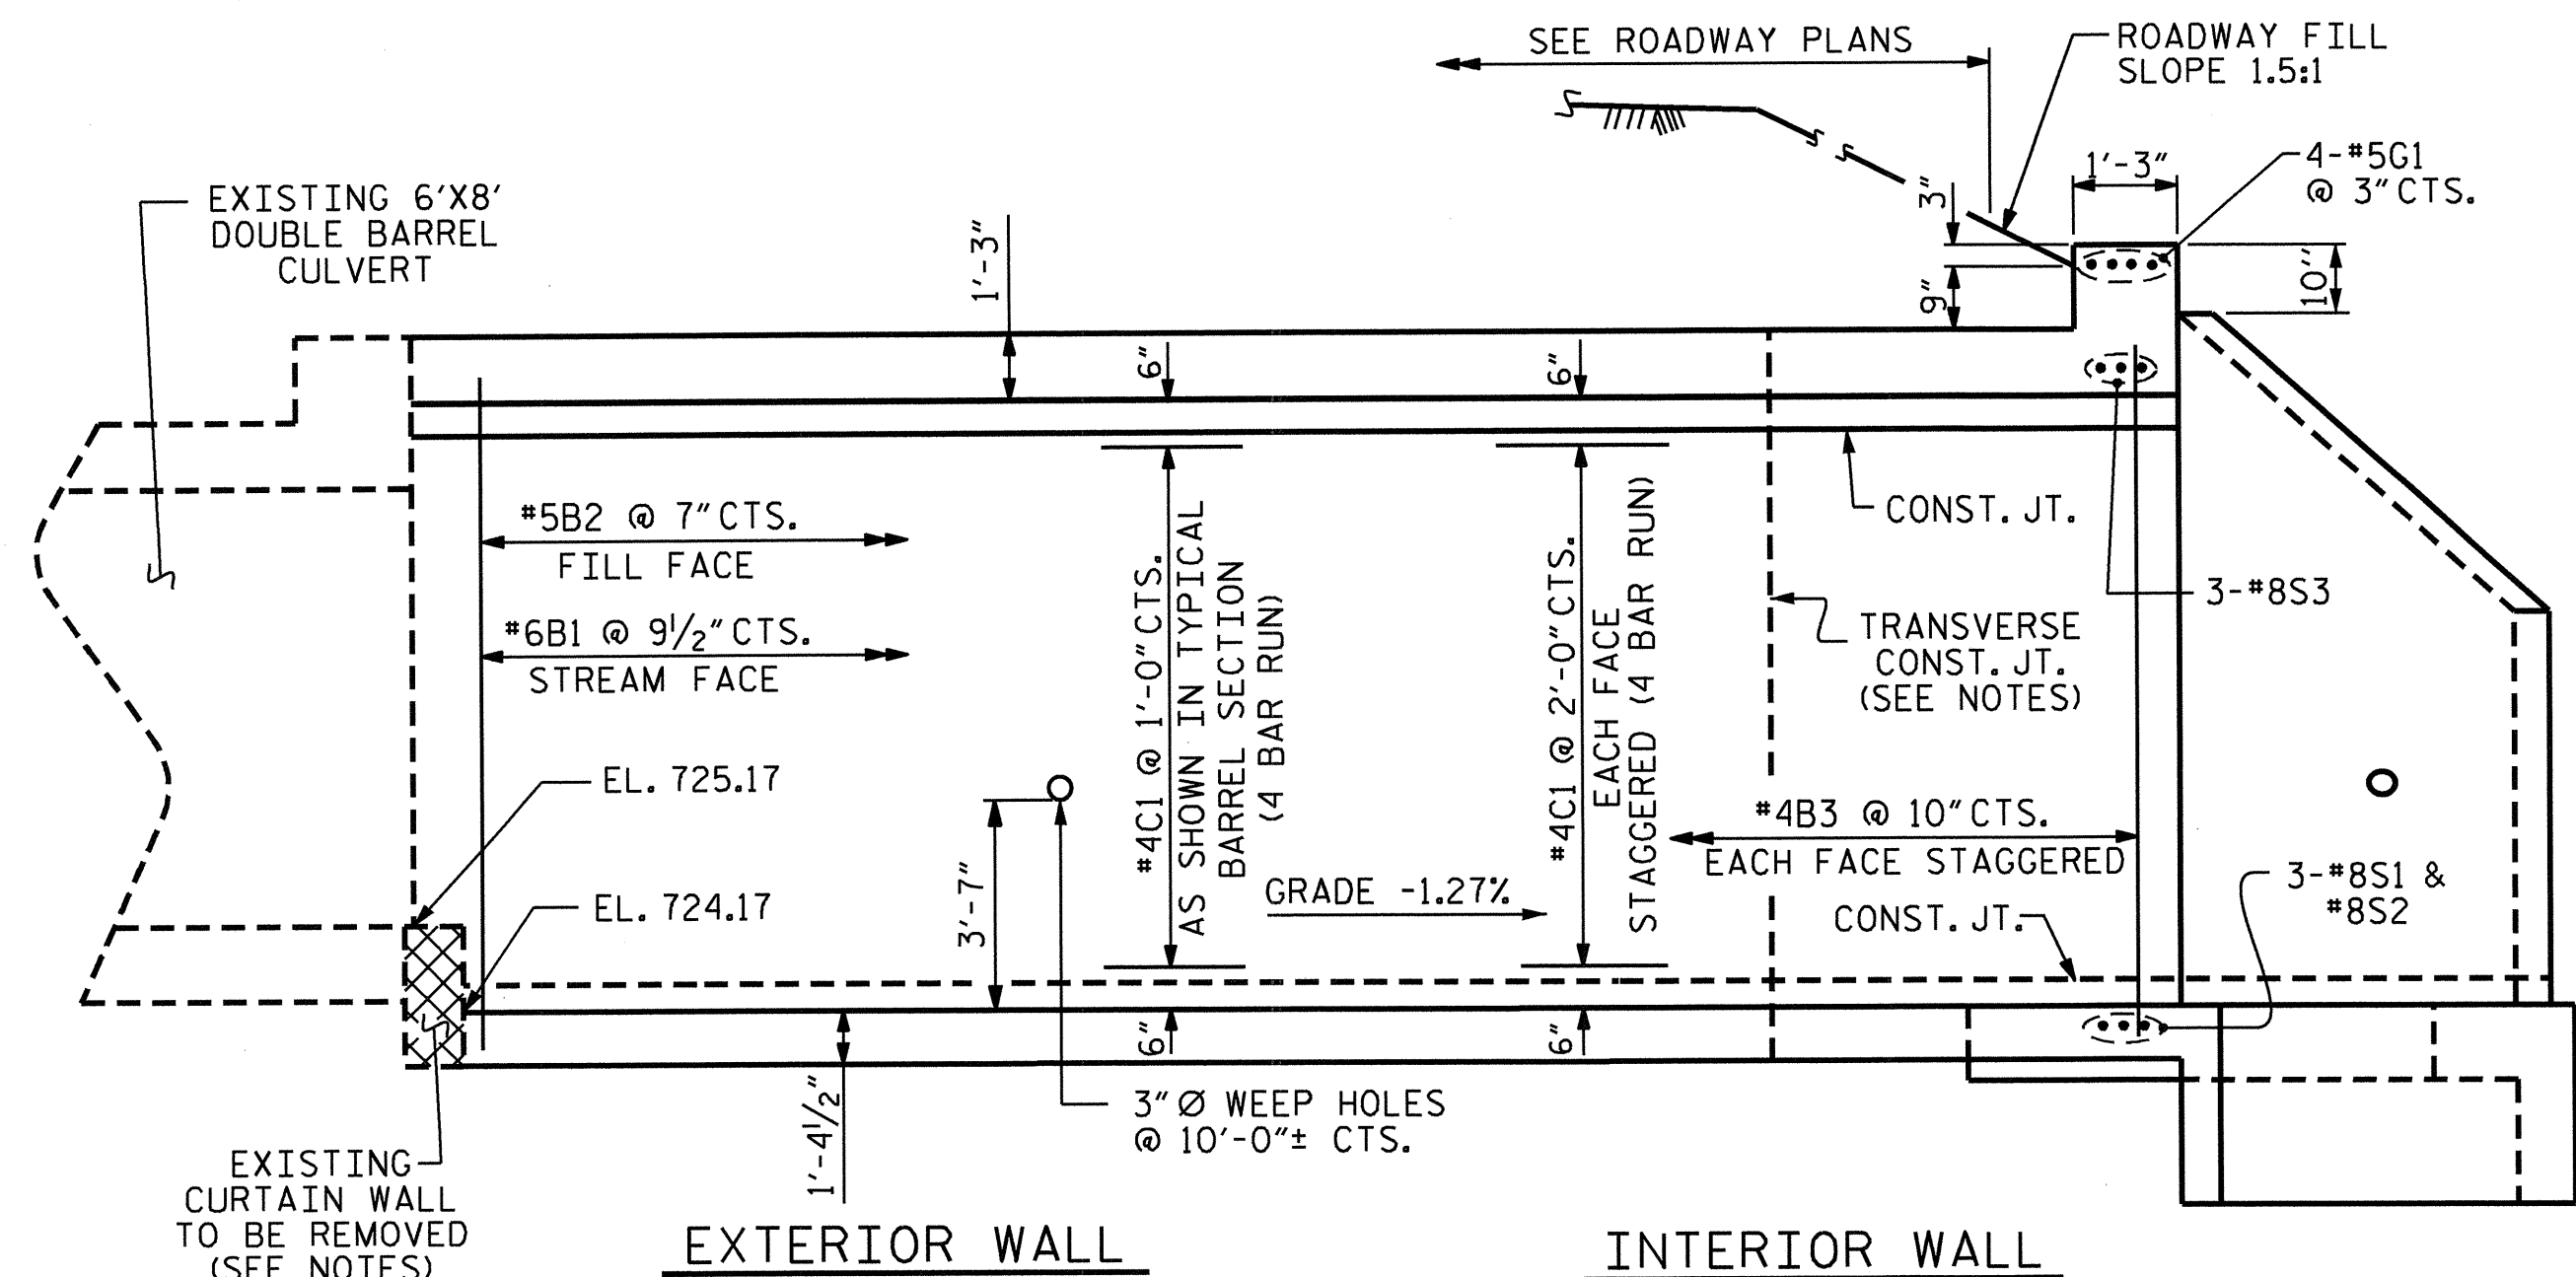 SEE ROADWAY PLANS
ROADWAY FILL
SLOPE 1.5:1
4-#5G1
@ 3" CTS.
1'-3"
3"
9"
10"
EXISTING 6'X8'
DOUBLE BARREL
CULVERT
1'-3"
6"
6"
#5B2 @ 7" CTS.
FILL FACE
#6B1 @ 9 1/2" CTS.
STREAM FACE
#4C1 @ 1'-0" CTS.
AS SHOWN IN TYPICAL
BARREL SECTION
(4 BAR RUN)
#4C1 @ 2'-0" CTS.
EACH FACE
STAGGERED (4 BAR RUN)
CONST. JT.
3-#8S3
TRANSVERSE
CONST. JT.
(SEE NOTES)
EL. 725.17
EL. 724.17
3'-7"
GRADE -1.27%
#4B3 @ 10" CTS.
EACH FACE STAGGERED
CONST. JT.
3-#8S1 &
#8S2
6"
6"
1'-4 1/2"
3" Ø WEEP HOLES
@ 10'-0"± CTS.
EXISTING
CURTAIN WALL
TO BE REMOVED
(SEE NOTES)
EXTERIOR WALL
INTERIOR WALL